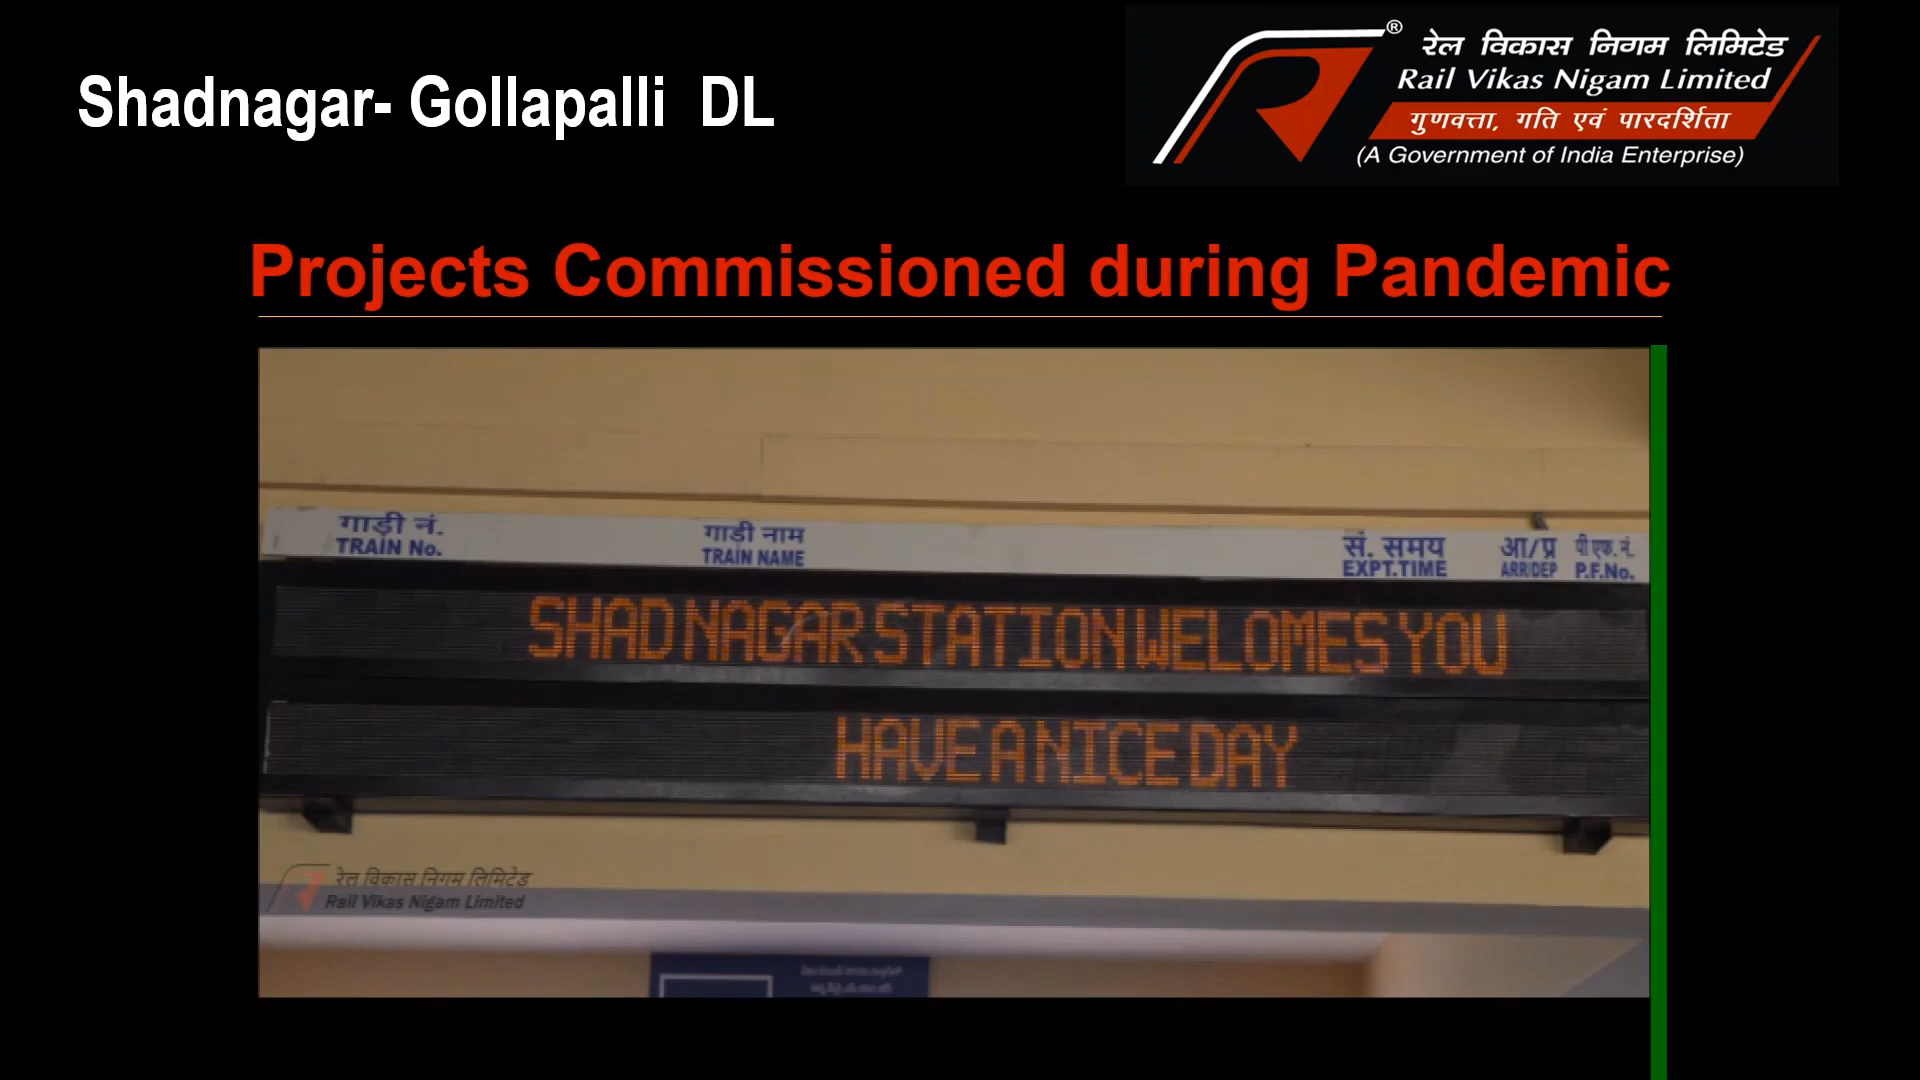 Shadnagar- Gollapalli DL
®
रेल विकास निगम लिमिटेड
Rail Vikas Nigam Limited
गुणवत्ता, गति एवं पारदर्शिता
(A Government of India Enterprise)
Projects Commissioned during Pandemic
गाड़ी नं. गाडी नाम सं. समय आ/प्र पी एफ. नं.
TRAIN No. TRAIN NAME EXPT.TIME ARR/DEP P.F.No.
SHAD NAGAR STATION WELOMES YOU
HAVE A NICE DAY
रेल विकास निगम लिमिटेड
Rail Vikas Nigam Limited